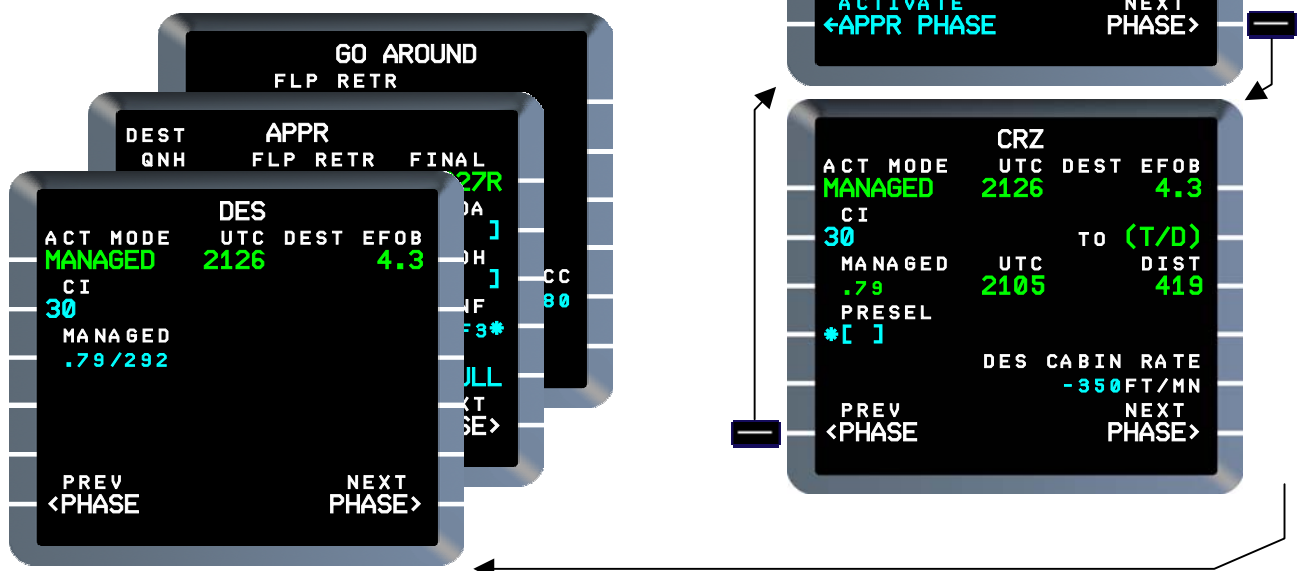 GO AROUND
FLP RETR
CC
80
DEST APPR
QNH FLP RETR FINAL
27R
]
]
F3*
>
DES
ACT MODE UTC DEST EFOB
MANAGED 2126 4.3
CI
30
MANAGED
.79/292
PREV NEXT
<PHASE PHASE>
ACTIVATE NEXT
←APPR PHASE PHASE>
CRZ
ACT MODE UTC DEST EFOB
MANAGED 2126 4.3
CI
30 TO (T/D)
MANAGED UTC DIST
.79 2105 419
PRESEL
*[ ]
DES CABIN RATE
-350FT/MN
PREV NEXT
<PHASE PHASE>